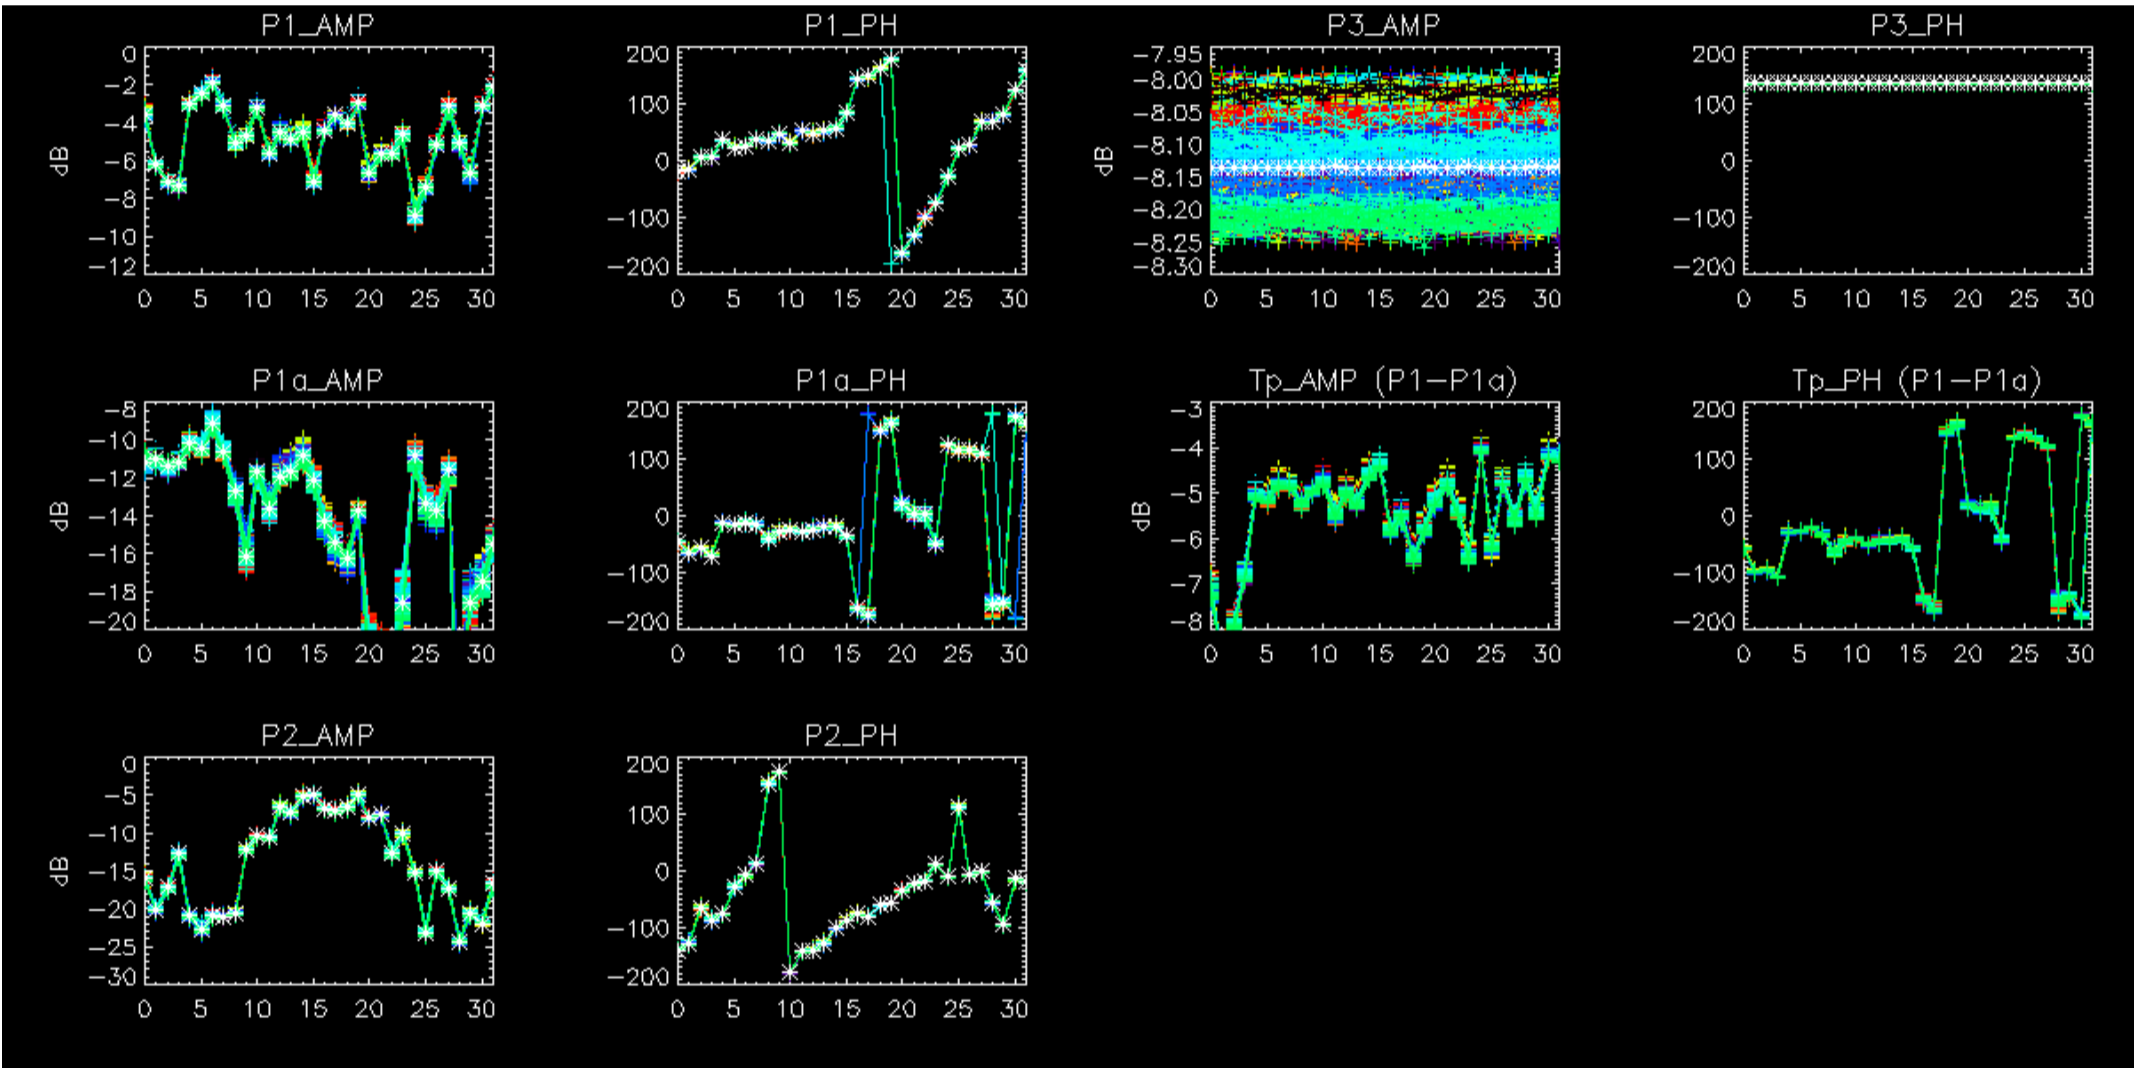 P1_AMP
P1_PH
P3_AMP
P3_PH
dB
0
-2
-4
-6
-8
-10
-12
0 5 10 15 20 25 30
200
100
0
-100
-200
0 5 10 15 20 25 30
dB
-7.95
-8.00
-8.05
-8.10
-8.15
-8.20
-8.25
-8.30
0 5 10 15 20 25 30
200
100
0
-100
-200
0 5 10 15 20 25 30
P1a_AMP
P1a_PH
Tp_AMP (P1-P1a)
Tp_PH (P1-P1a)
dB
-8
-10
-12
-14
-16
-18
-20
0 5 10 15 20 25 30
200
100
0
-100
-200
0 5 10 15 20 25 30
dB
-3
-4
-5
-6
-7
-8
0 5 10 15 20 25 30
200
100
0
-100
-200
0 5 10 15 20 25 30
P2_AMP
P2_PH
dB
0
-5
-10
-15
-20
-25
-30
0 5 10 15 20 25 30
200
100
0
-100
-200
0 5 10 15 20 25 30